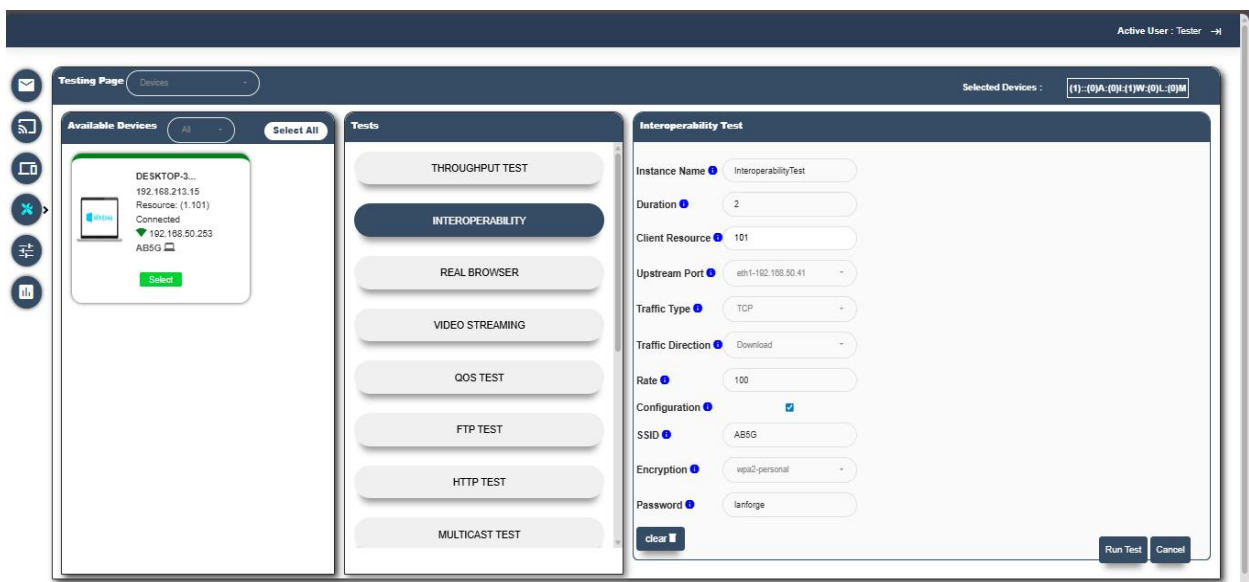 Active User : Tester
Testing Page Devices
Selected Devices : (1)::(0)A:(0)I:(1)W:(0)L:(0)M
Available Devices All Select All
DESKTOP-3...
192.168.213.15
Resource: (1.101)
Connected
192.168.50.253
AB5G
Select
Tests
THROUGHPUT TEST
INTEROPERABILITY
REAL BROWSER
VIDEO STREAMING
QOS TEST
FTP TEST
HTTP TEST
MULTICAST TEST
Interoperability Test
Instance Name InteroperabilityTest
Duration 2
Client Resource 101
Upstream Port eth1-192.168.50.41
Traffic Type TCP
Traffic Direction Download
Rate 100
Configuration
SSID AB5G
Encryption wpa2-personal
Password lanforge
clear
Run Test Cancel